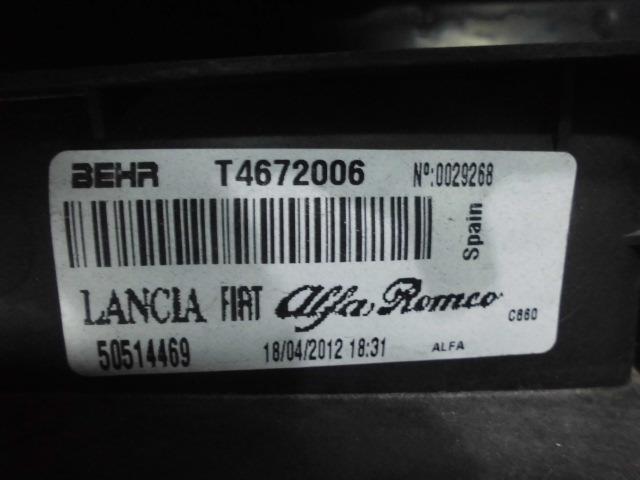 BEHR T4672006 Nº:0029268
Spain
LANCIA FIAT Alfa Romeo C860
50514469 18/04/2012 18:31 ALFA